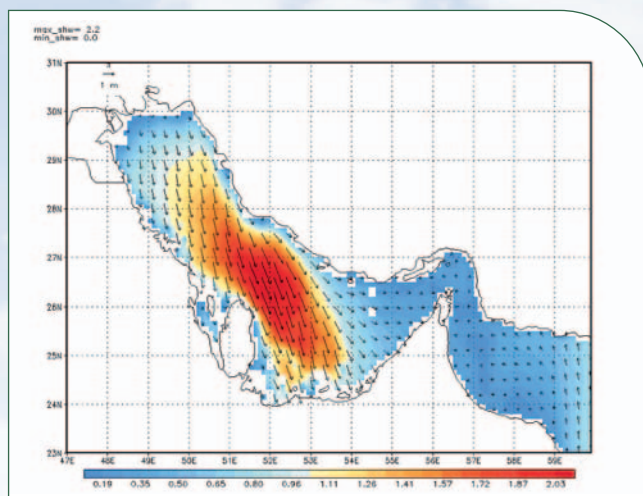 max_shw= 2.2
min_shw= 0.0
1 m
31N
30N
29N
28N
27N
26N
25N
24N
23N
47E 48E 49E 50E 51E 52E 53E 54E 55E 56E 57E 58E 59E
0.19 0.35 0.50 0.65 0.80 0.96 1.11 1.26 1.41 1.57 1.72 1.87 2.03